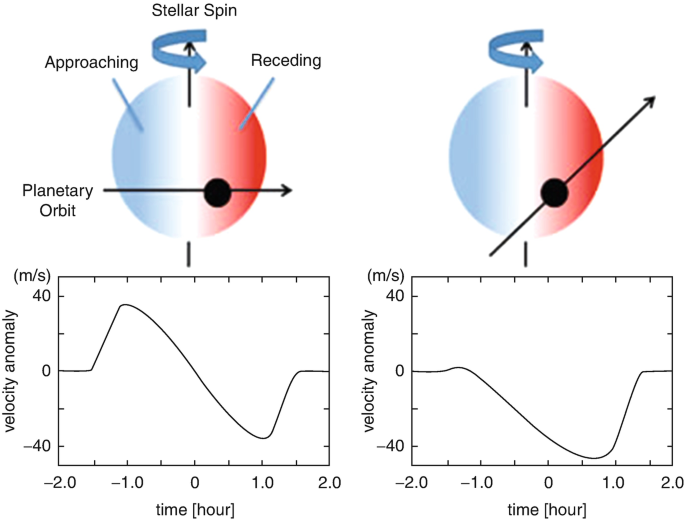 Stellar Spin
Approaching
Receding
Planetary
Orbit
(m/s)
40
0
−40
velocity anomaly
−2.0 −1.0 0 1.0 2.0
time [hour]
(m/s)
40
0
−40
velocity anomaly
−2.0 −1.0 0 1.0 2.0
time [hour]